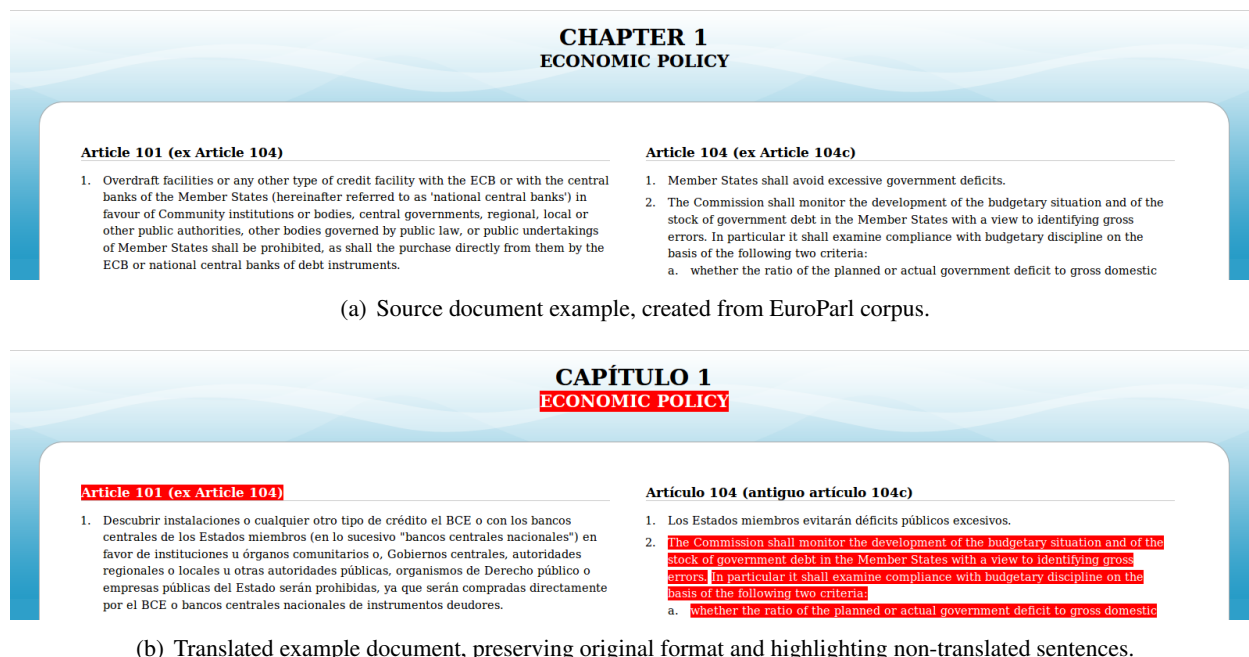 CHAPTER 1
ECONOMIC POLICY
Article 101 (ex Article 104)
1. Overdraft facilities or any other type of credit facility with the ECB or with the central
banks of the Member States (hereinafter referred to as 'national central banks') in
favour of Community institutions or bodies, central governments, regional, local or
other public authorities, other bodies governed by public law, or public undertakings
of Member States shall be prohibited, as shall the purchase directly from them by the
ECB or national central banks of debt instruments.
Article 104 (ex Article 104c)
1. Member States shall avoid excessive government deficits.
2. The Commission shall monitor the development of the budgetary situation and of the
stock of government debt in the Member States with a view to identifying gross
errors. In particular it shall examine compliance with budgetary discipline on the
basis of the following two criteria:
a. whether the ratio of the planned or actual government deficit to gross domestic
(a) Source document example, created from EuroParl corpus.
CAPÍTULO 1
ECONOMIC POLICY
Article 101 (ex Article 104)
1. Descubrir instalaciones o cualquier otro tipo de crédito el BCE o con los bancos
centrales de los Estados miembros (en lo sucesivo "bancos centrales nacionales") en
favor de instituciones u órganos comunitarios o, Gobiernos centrales, autoridades
regionales o locales u otras autoridades públicas, organismos de Derecho público o
empresas públicas del Estado serán prohibidas, ya que serán compradas directamente
por el BCE o bancos centrales nacionales de instrumentos deudores.
Artículo 104 (antiguo artículo 104c)
1. Los Estados miembros evitarán déficits públicos excesivos.
2. The Commission shall monitor the development of the budgetary situation and of the
stock of government debt in the Member States with a view to identifying gross
errors. In particular it shall examine compliance with budgetary discipline on the
basis of the following two criteria:
a. whether the ratio of the planned or actual government deficit to gross domestic
(b) Translated example document, preserving original format and highlighting non-translated sentences.